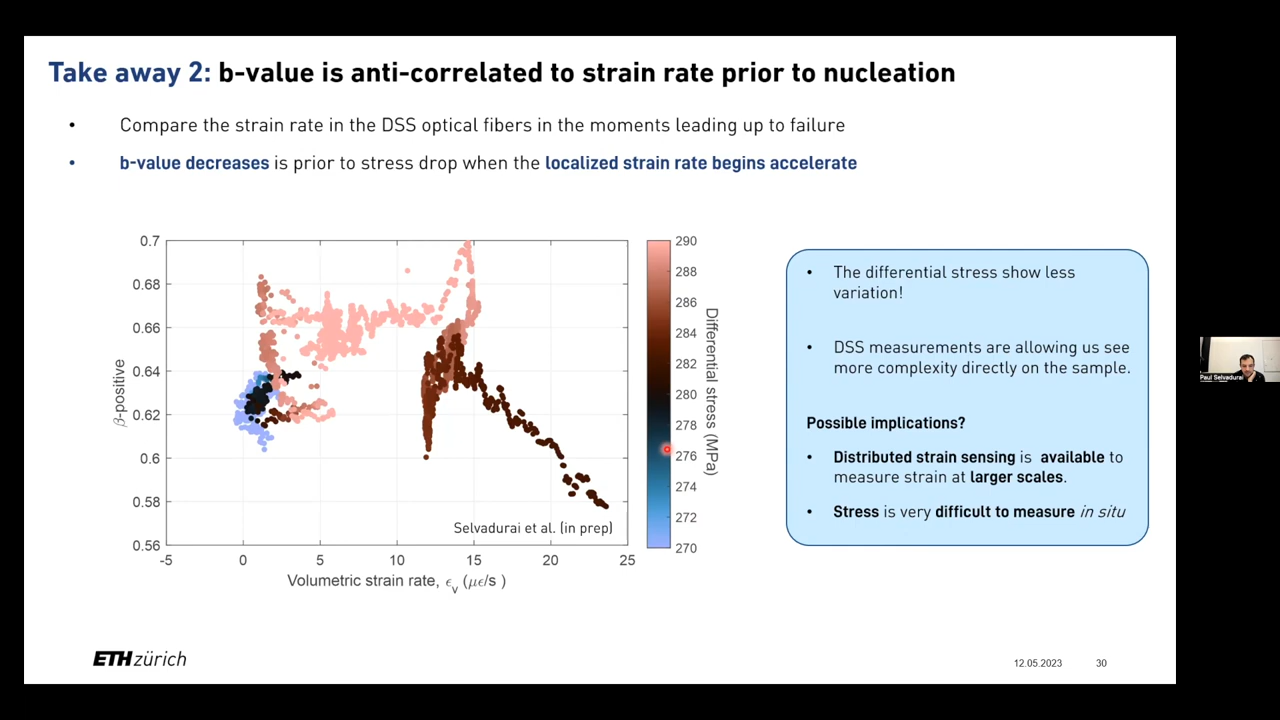 Take away 2: b-value is anti-correlated to strain rate prior to nucleation
• Compare the strain rate in the DSS optical fibers in the moments leading up to failure
• b-value decreases is prior to stress drop when the localized strain rate begins accelerate
0.7
0.68
0.66
0.64
0.62
0.6
0.58
0.56
β-positive
-5 0 5 10 15 20 25
Volumetric strain rate, ϵv (μϵ/s )
Selvadurai et al. (in prep)
290
288
286
284
282
280
278
276
274
272
270
Differential stress (MPa)
• The differential stress show less
variation!
• DSS measurements are allowing us see
more complexity directly on the sample.
Possible implications?
• Distributed strain sensing is available to
measure strain at larger scales.
• Stress is very difficult to measure in situ
Paul Selvadurai
ETH zürich
12.05.2023 30